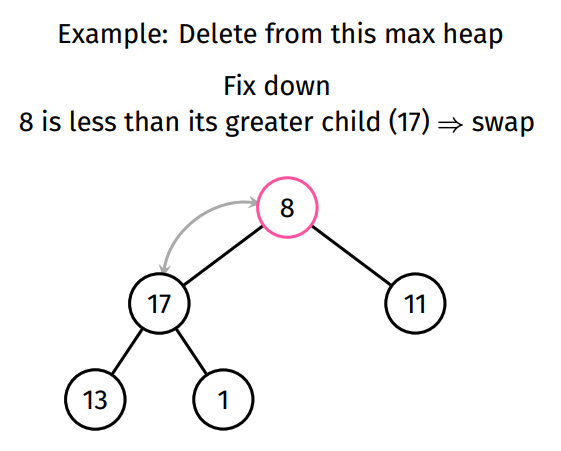 Example: Delete from this max heap
Fix down
8 is less than its greater child (17) ⇒ swap
8
17
11
13
1